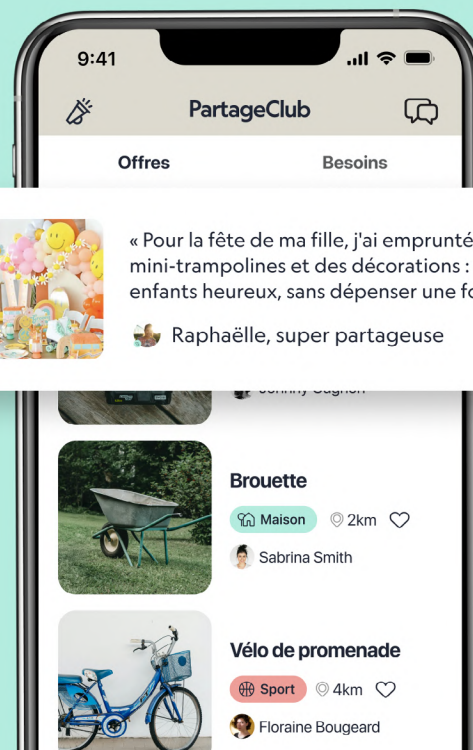 9:41
PartageClub
Offres
Besoins
« Pour la fête de ma fille, j'ai emprunté
mini-trampolines et des décorations :
enfants heureux, sans dépenser une fo
Raphaëlle, super partageuse
Johnny Gagnon
Brouette
Maison
2km
Sabrina Smith
Vélo de promenade
Sport
4km
Floraine Bougeard